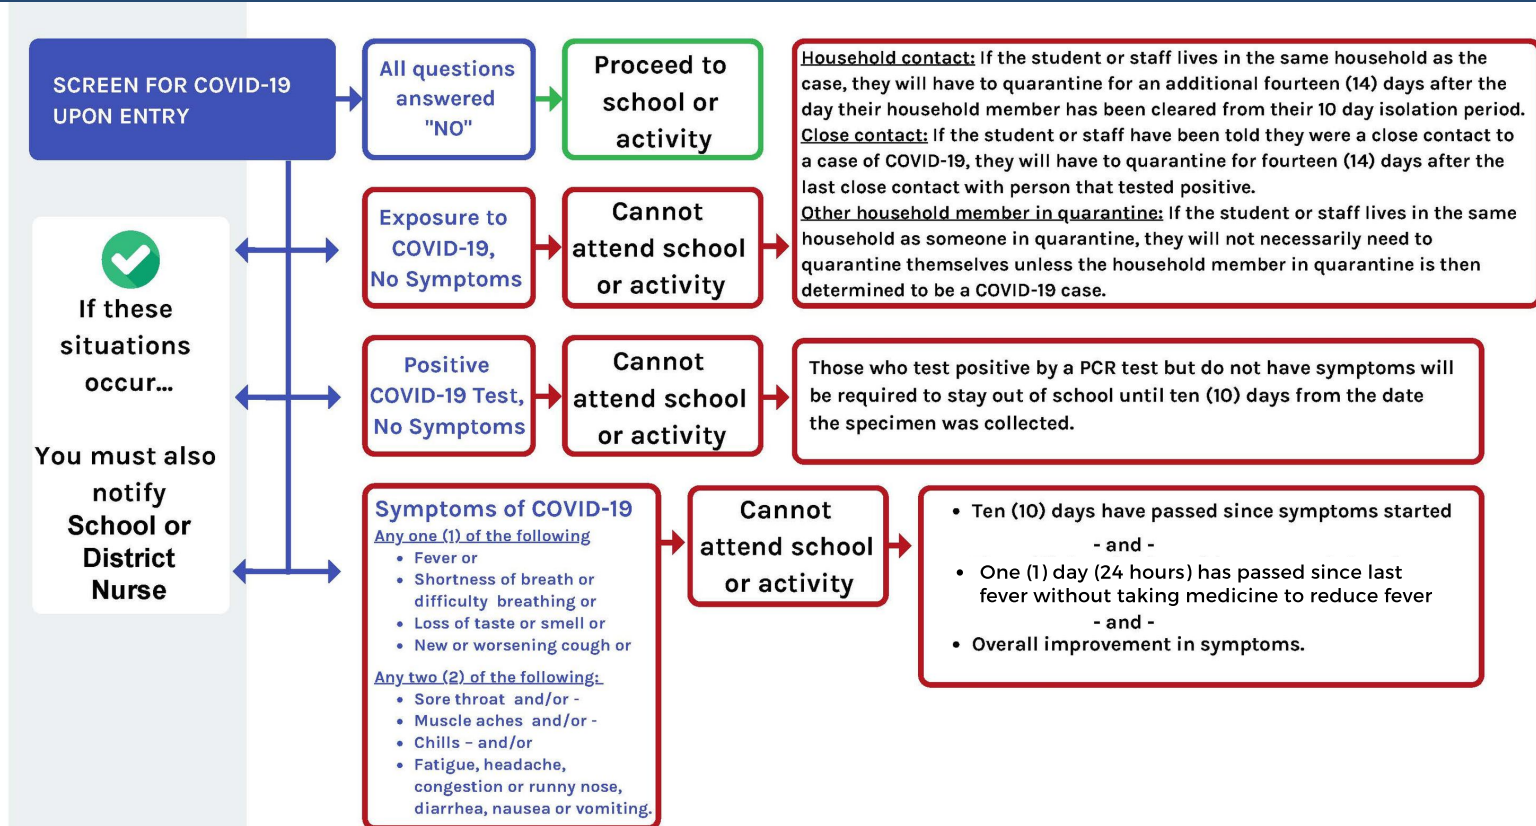 SCREEN FOR COVID-19
UPON ENTRY
All questions
answered
"NO"
Proceed to
school or
activity
Household contact: If the student or staff lives in the same household as the
case, they will have to quarantine for an additional fourteen (14) days after the
day their household member has been cleared from their 10 day isolation period.
Close contact: If the student or staff have been told they were a close contact to
a case of COVID-19, they will have to quarantine for fourteen (14) days after the
last close contact with person that tested positive.
Other household member in quarantine: If the student or staff lives in the same
household as someone in quarantine, they will not necessarily need to
quarantine themselves unless the household member in quarantine is then
determined to be a COVID-19 case.
Exposure to
COVID-19,
No Symptoms
Cannot
attend school
or activity
If these
situations
occur...
You must also
notify
School or
District
Nurse
Positive
COVID-19 Test,
No Symptoms
Cannot
attend school
or activity
Those who test positive by a PCR test but do not have symptoms will
be required to stay out of school until ten (10) days from the date
the specimen was collected.
Symptoms of COVID-19
Any one (1) of the following
• Fever or
• Shortness of breath or
difficulty breathing or
• Loss of taste or smell or
• New or worsening cough or
Any two (2) of the following:
• Sore throat and/or -
• Muscle aches and/or -
• Chills – and/or
• Fatigue, headache,
congestion or runny nose,
diarrhea, nausea or vomiting.
Cannot
attend school
or activity
• Ten (10) days have passed since symptoms started
- and -
• One (1) day (24 hours) has passed since last
fever without taking medicine to reduce fever
- and -
• Overall improvement in symptoms.